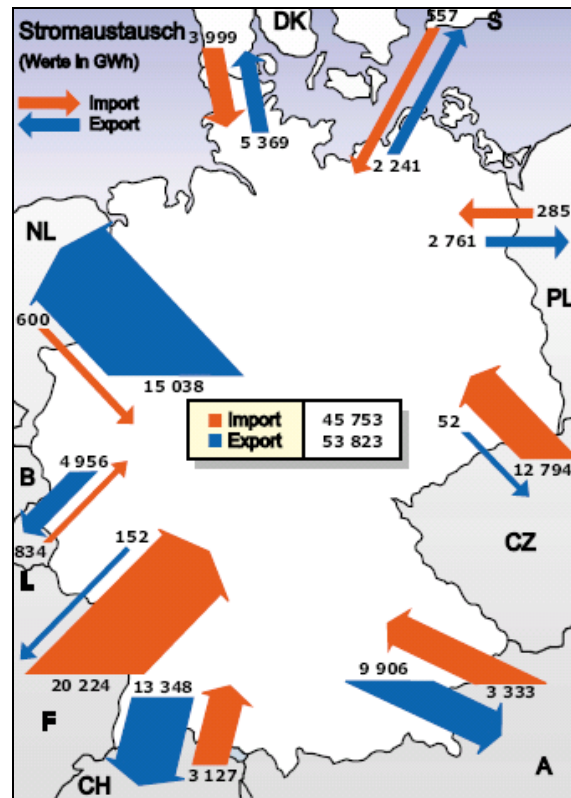 Stromaustausch
(Werte in GWh)
Import
Export
DK
S
3 999
5 369
557
2 241
285
2 761
PL
NL
600
15 038
Import 45 753
Export 53 823
52
12 794
CZ
B
4 956
834
L
152
20 224
F
13 348
3 127
CH
9 906
3 333
A